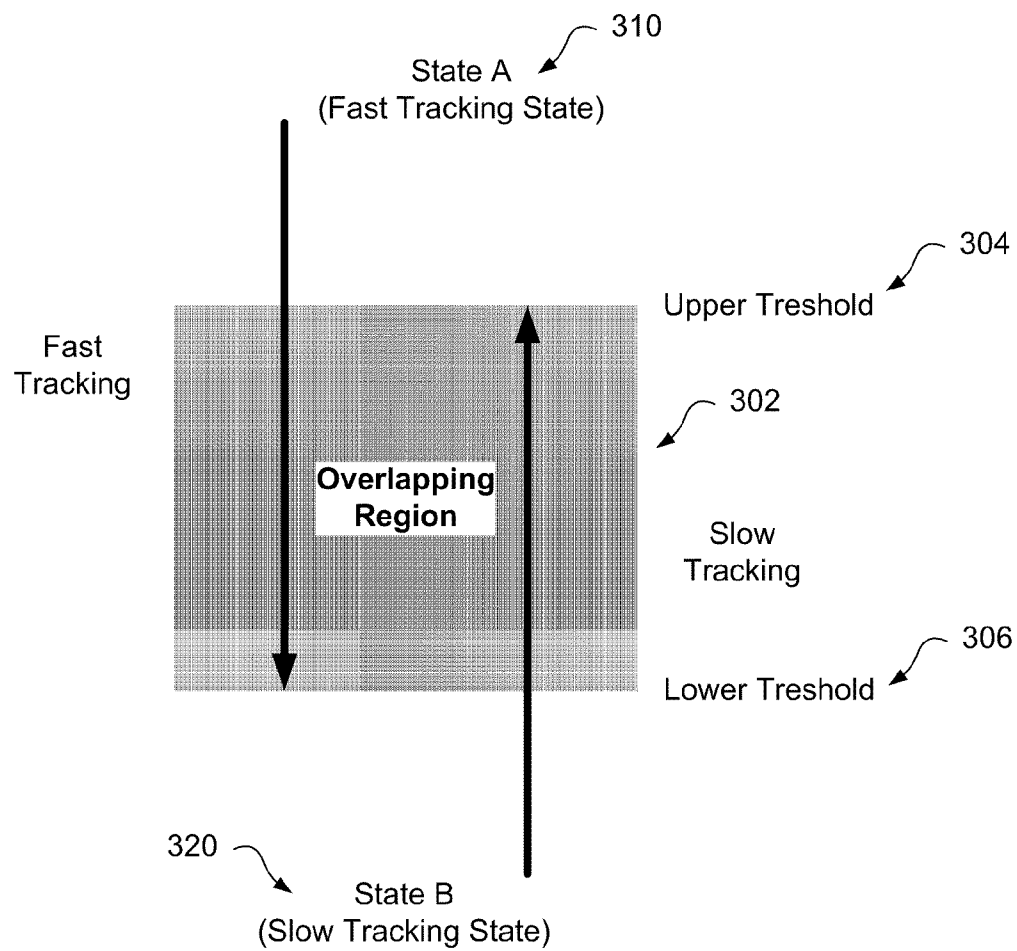 310
State A
(Fast Tracking State)
304
Upper Treshold
Fast
Tracking
302
Overlapping
Region
Slow
Tracking
306
Lower Treshold
320
State B
(Slow Tracking State)